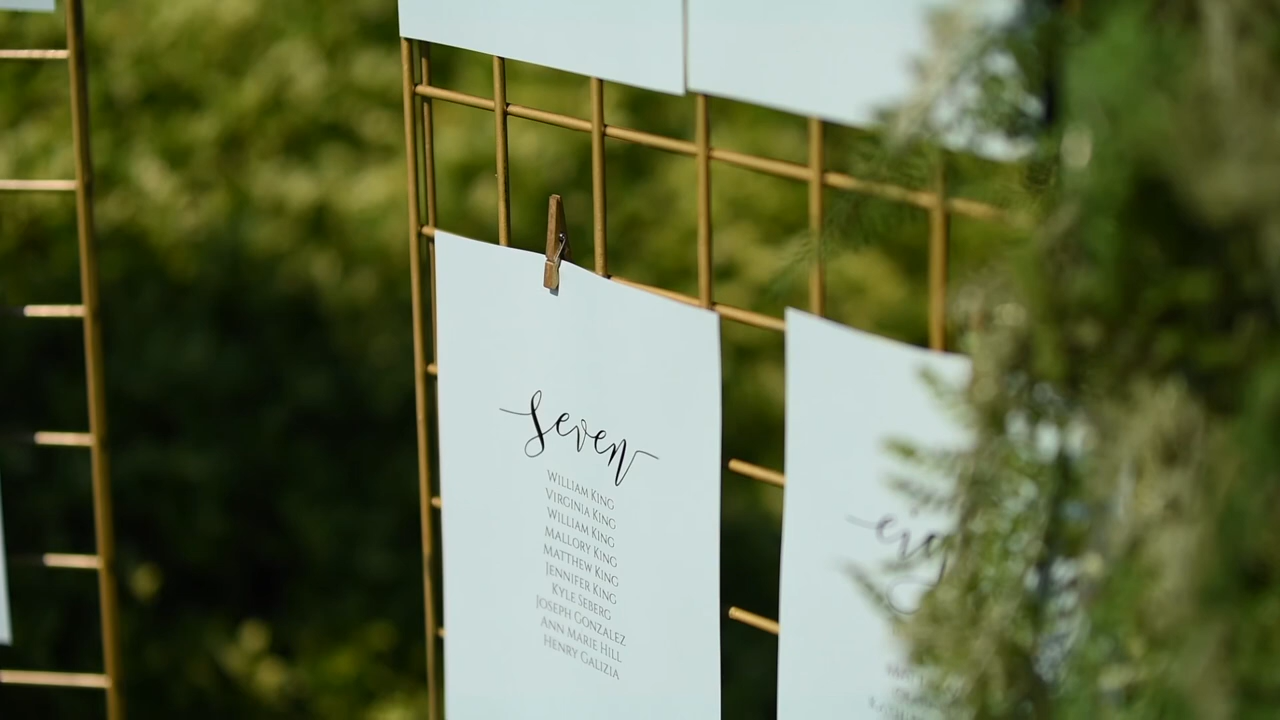 Seven
WILLIAM KING
VIRGINIA KING
WILLIAM KING
MALLORY KING
MATTHEW KING
JENNIFER KING
KYLE SEBERG
JOSEPH GONZALEZ
ANN MARIE HILL
HENRY GALIZIA